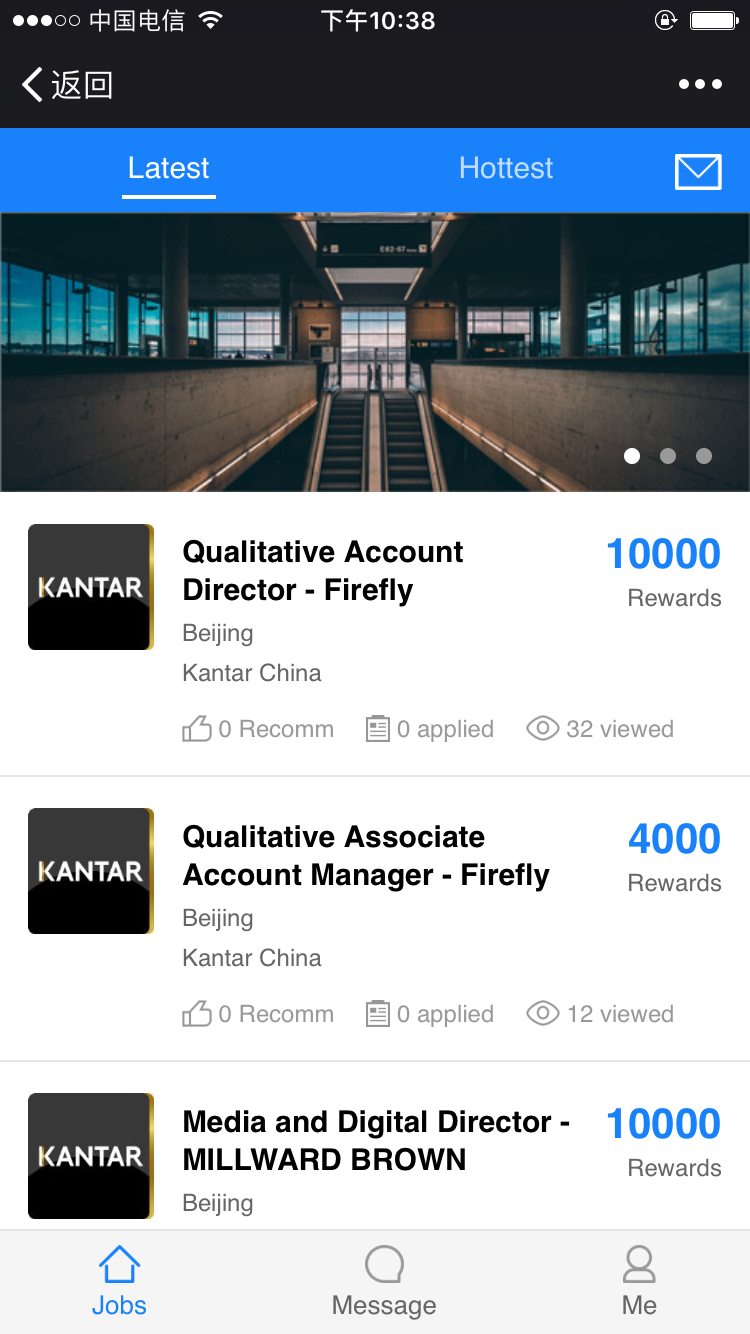 中国电信 下午10:38
返回
Latest Hottest
KANTAR
Qualitative Account
Director - Firefly
10000
Rewards
Beijing
Kantar China
0 Recomm 0 applied 32 viewed
KANTAR
Qualitative Associate
Account Manager - Firefly
4000
Rewards
Beijing
Kantar China
0 Recomm 0 applied 12 viewed
KANTAR
Media and Digital Director -
MILLWARD BROWN
10000
Rewards
Beijing
Jobs Message Me